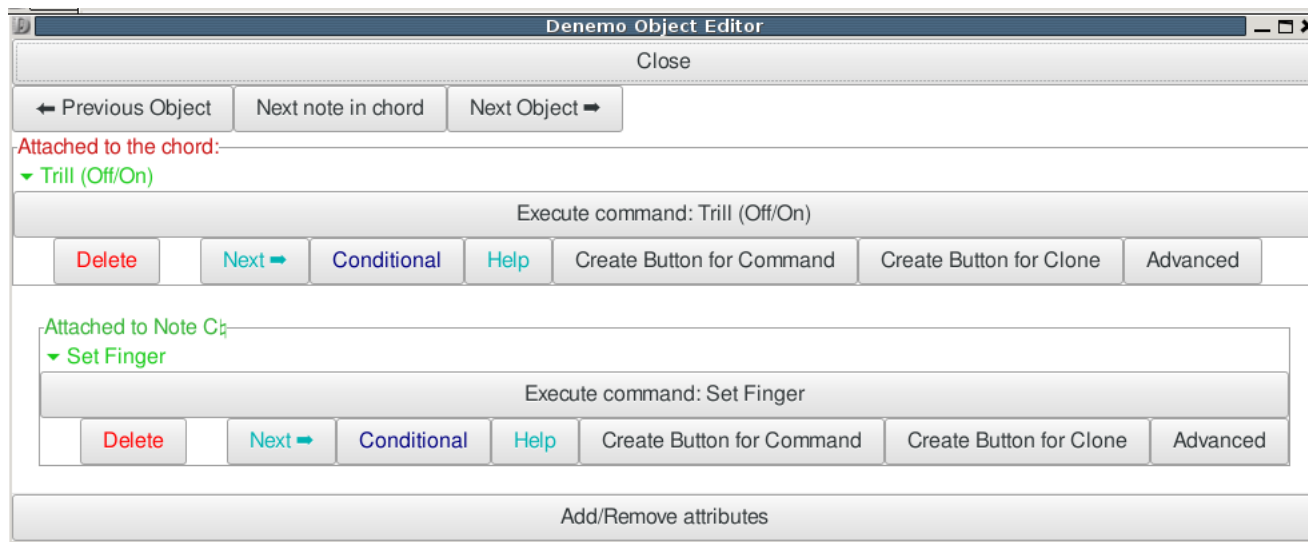 Denemo Object Editor
Close
⬅ Previous Object Next note in chord Next Object ➡
Attached to the chord:
Trill (Off/On)
Execute command: Trill (Off/On)
Delete Next ➡ Conditional Help Create Button for Command Create Button for Clone Advanced
Attached to Note C♮
Set Finger
Execute command: Set Finger
Delete Next ➡ Conditional Help Create Button for Command Create Button for Clone Advanced
Add/Remove attributes